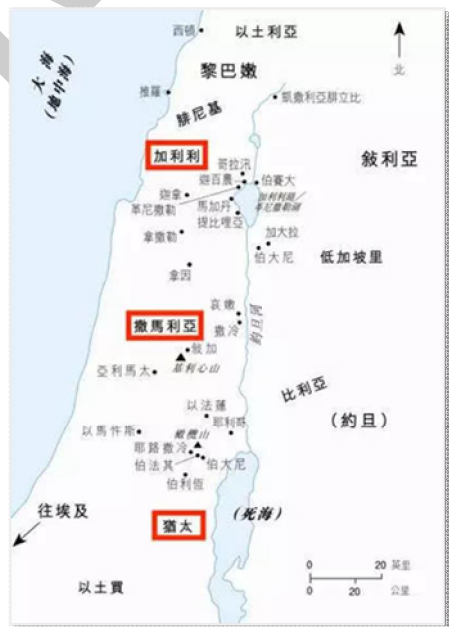 西頓
以土利亞
大海
(地中海)
黎巴嫩
北
推羅
腓尼基
凱撒利亞腓立比
加利利
敍利亞
哥拉汛
迦百農
伯賽大
迦拿
加利利湖/
革尼撒勒湖
革尼撒勒
馬加丹
提比哩亞
拿撒勒
加大拉
伯大尼
低加坡里
拿因
哀嫩
撒冷
約旦河
撒馬利亞
敍加
基利心山
亞利馬太
比利亞
以法蓮
(約旦)
以馬忤斯
耶利哥
橄欖山
耶路撒冷
伯法其
伯大尼
伯利恆
往埃及
猶太
(死海)
0 20 英里
0 20 公里
以土買